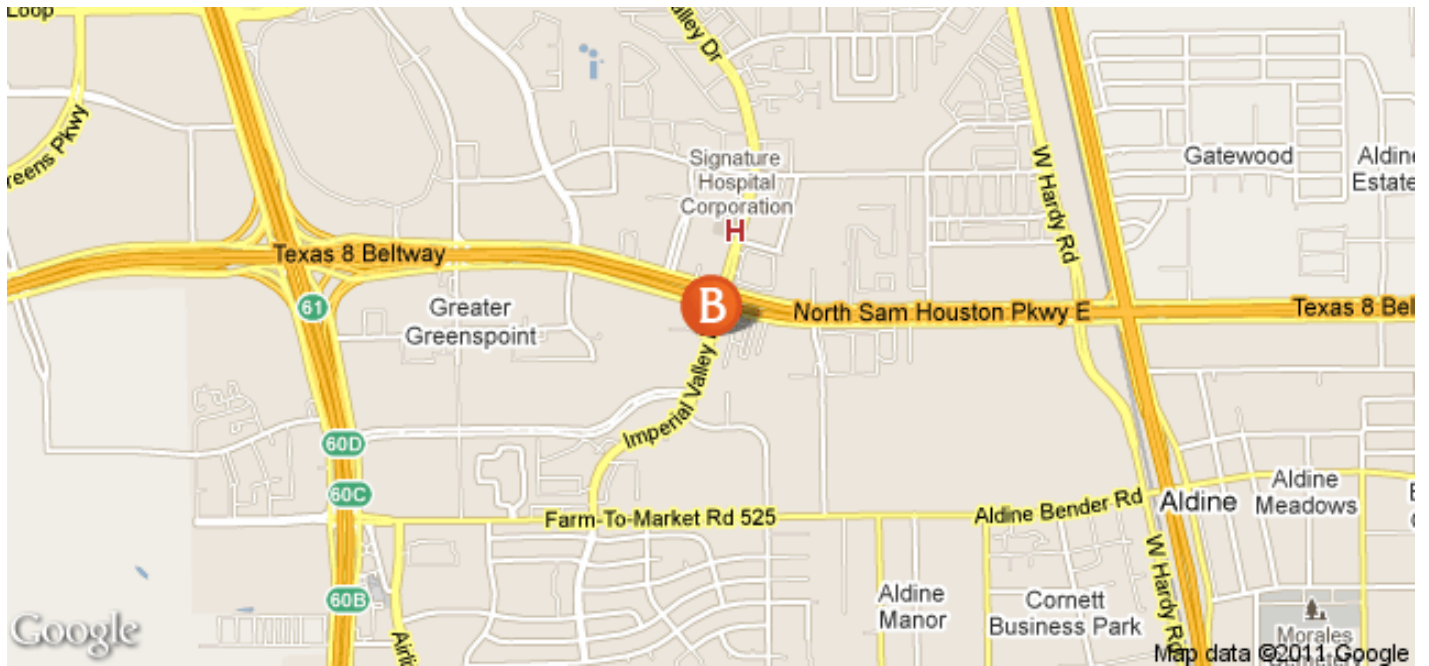 Loop
alley Dr
reens Pkwy
Signature
Hospital
Corporation
H
W Hardy Rd
Gatewood
Aldine
Estate
Texas 8 Beltway
61
Greater
Greenspoint
B
North Sam Houston Pkwy E
Texas 8 Bel
Imperial Valley
60D
60C
Farm-To-Market Rd 525
Aldine Bender Rd
Aldine
Aldine
Meadows
60B
Airli
Aldine
Manor
Cornett
Business Park
W Hardy Rd
Morales
Google
Map data ©2011 Google